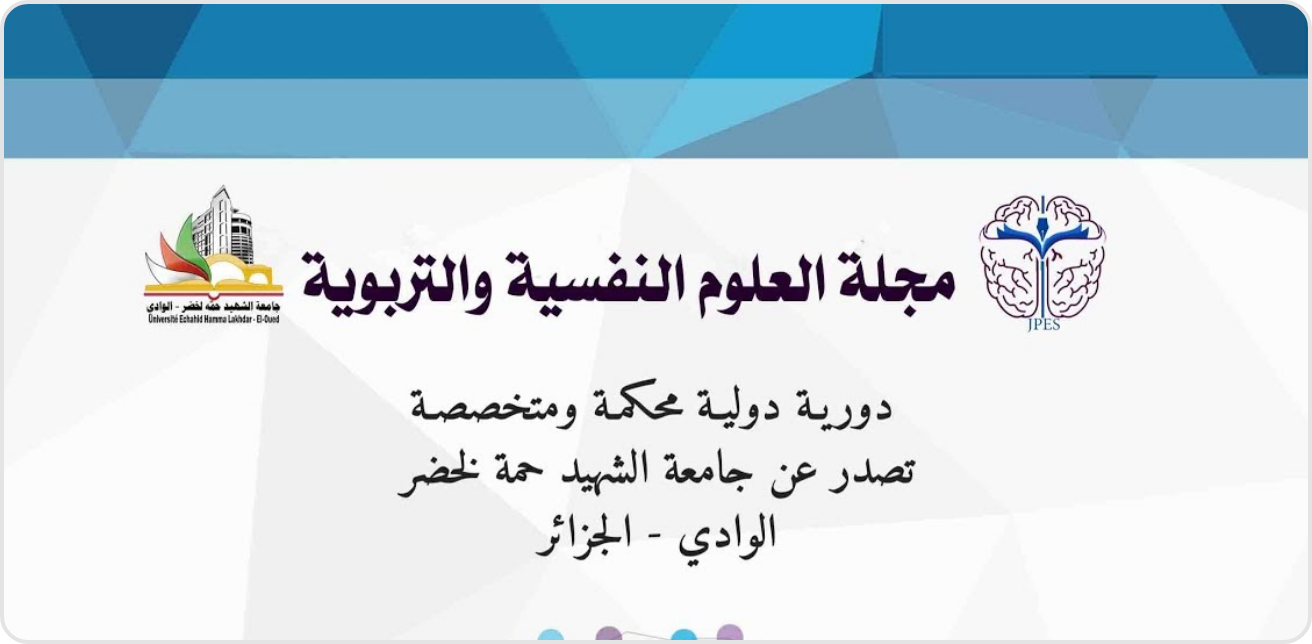 مجلة العلوم النفسية والتربوية
JPES
جامعة الشهيد حمّه لخضر - الوادي
Université Echahid Hamma Lakhdar - El-Oued
دورية دولية محكمة ومتخصصة
تصدر عن جامعة الشهيد حمة لخضر
الوادي - الجزائر